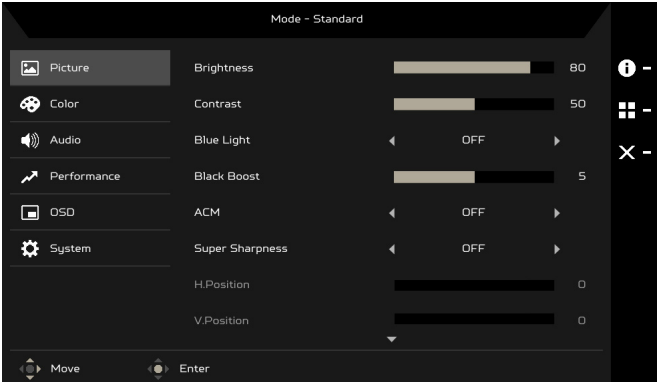 Mode - Standard
Picture
Brightness 80
Color
Contrast 50
Audio
Blue Light OFF
Performance
Black Boost 5
OSD
ACM OFF
System
Super Sharpness OFF
H.Position 0
V.Position 0
Move Enter